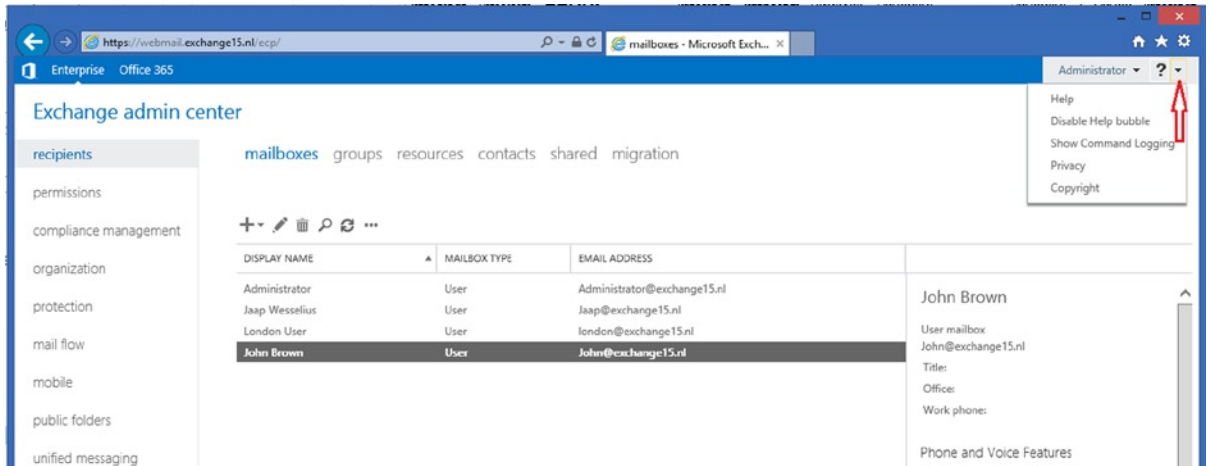 https://webmail.exchange15.nl/ecp/
mailboxes - Microsoft Exch...
Enterprise Office 365
Administrator ?
Help
Disable Help bubble
Show Command Logging
Privacy
Copyright
Exchange admin center
recipients
permissions
compliance management
organization
protection
mail flow
mobile
public folders
unified messaging
mailboxes groups resources contacts shared migration
DISPLAY NAME MAILBOX TYPE EMAIL ADDRESS
Administrator User Administrator@exchange15.nl
Jaap Wesselius User Jaap@exchange15.nl
London User User london@exchange15.nl
John Brown User John@exchange15.nl
John Brown
User mailbox
John@exchange15.nl
Title:
Office:
Work phone:
Phone and Voice Features